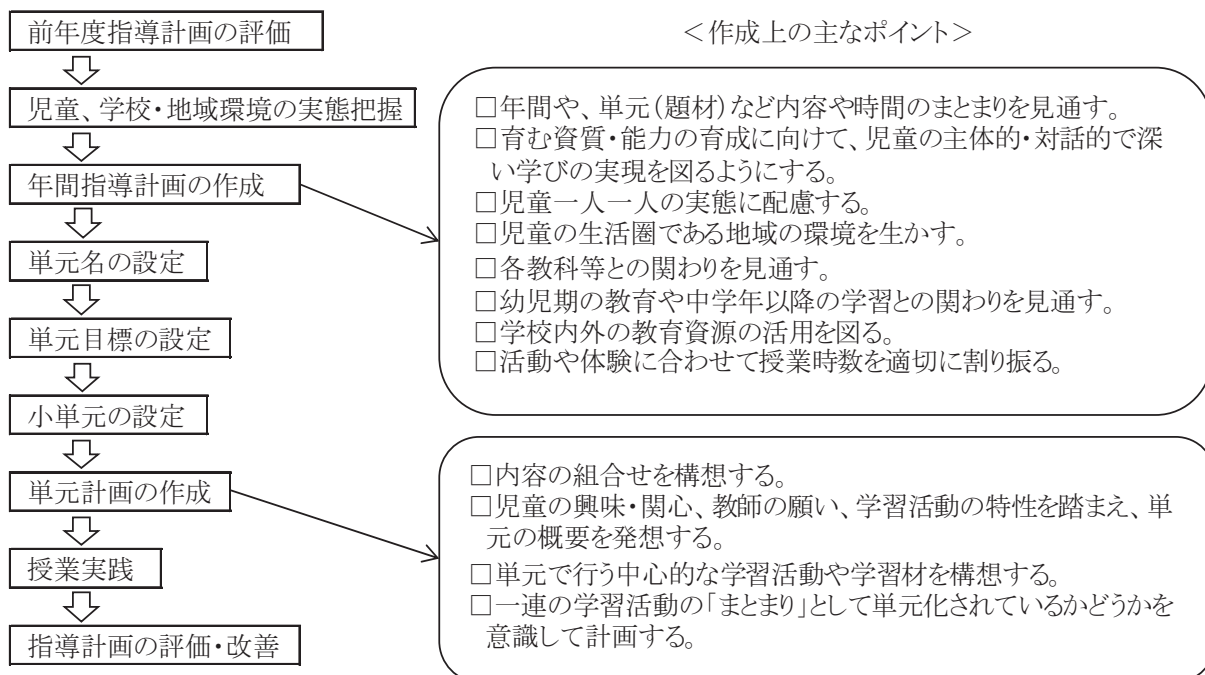 前年度指導計画の評価
児童、学校・地域環境の実態把握
年間指導計画の作成
単元名の設定
単元目標の設定
小単元の設定
単元計画の作成
授業実践
指導計画の評価・改善
＜作成上の主なポイント＞
□年間や、単元(題材)など内容や時間のまとまりを見通す。
□育む資質・能力の育成に向けて、児童の主体的・対話的で深
い学びの実現を図るようにする。
□児童一人一人の実態に配慮する。
□児童の生活圏である地域の環境を生かす。
□各教科等との関わりを見通す。
□幼児期の教育や中学年以降の学習との関わりを見通す。
□学校内外の教育資源の活用を図る。
□活動や体験に合わせて授業時数を適切に割り振る。
□内容の組合せを構想する。
□児童の興味・関心、教師の願い、学習活動の特性を踏まえ、単
元の概要を発想する。
□単元で行う中心的な学習活動や学習材を構想する。
□一連の学習活動の「まとまり」として単元化されているかどうかを
意識して計画する。